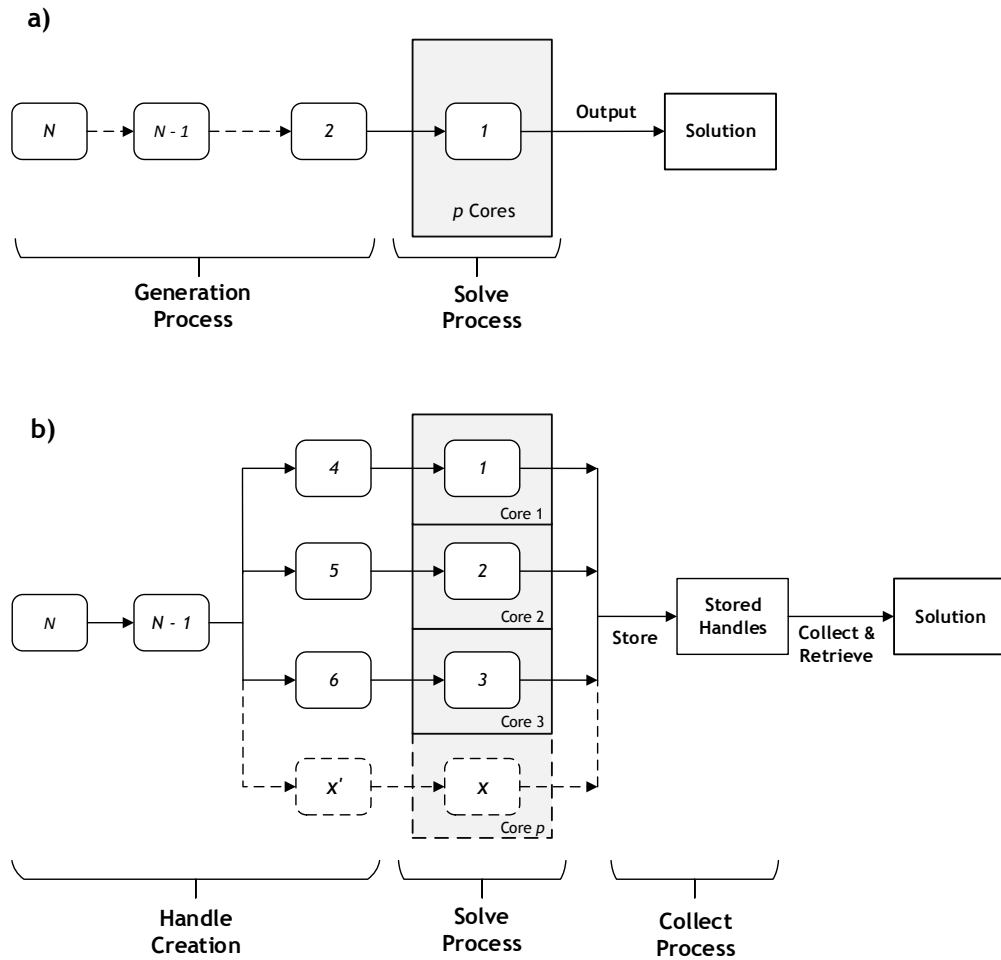 a)
N
N - 1
2
1
Output
Solution
p Cores
Generation
Process
Solve
Process
b)
4
1
Core 1
5
2
Core 2
N
N - 1
Store
Stored
Handles
Collect &
Retrieve
Solution
6
3
Core 3
x'
x
Core p
Handle
Creation
Solve
Process
Collect
Process